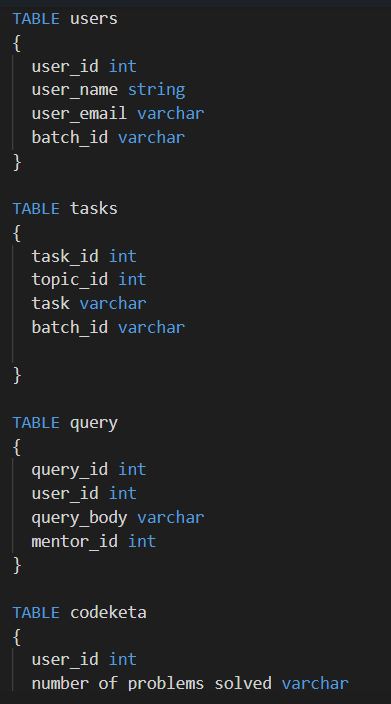 TABLE users
{
user_id int
user_name string
user_email varchar
batch_id varchar
}
TABLE tasks
{
task_id int
topic_id int
task varchar
batch_id varchar
}
TABLE query
{
query_id int
user_id int
query_body varchar
mentor_id int
}
TABLE codeketa
{
user_id int
number of problems solved varchar